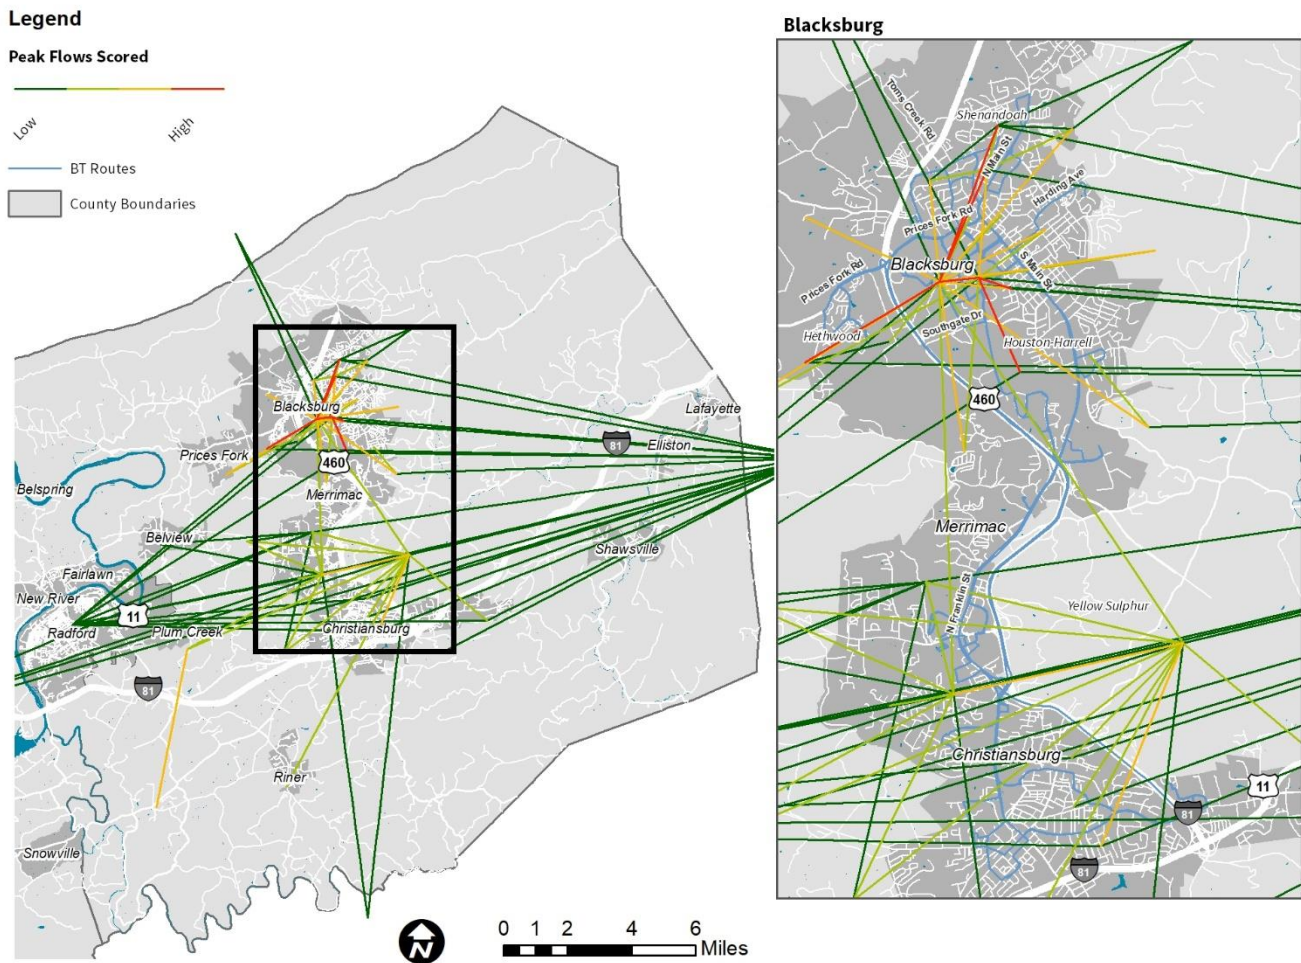 Legend
Peak Flows Scored
Low
High
BT Routes
County Boundaries
Blacksburg
Prices Fork
460
Merrimac
Belspring
Belview
Fairlawn
New River
Radford
11
Plum Creek
Christiansburg
81
Lafayette
Elliston
81
Shawsville
Riner
Snowville
N
0 1 2 4 6
Miles
Blacksburg
Toms Creek Rd
Shenandoah
N Main St
Harding Ave
Prices Fork Rd
Blacksburg
S Main St
Prices Fork Rd
Southgate Dr
Hethwood
Houston-Harrell
460
Merrimac
N Franklin St
Yellow Sulphur
Christiansburg
11
81
81